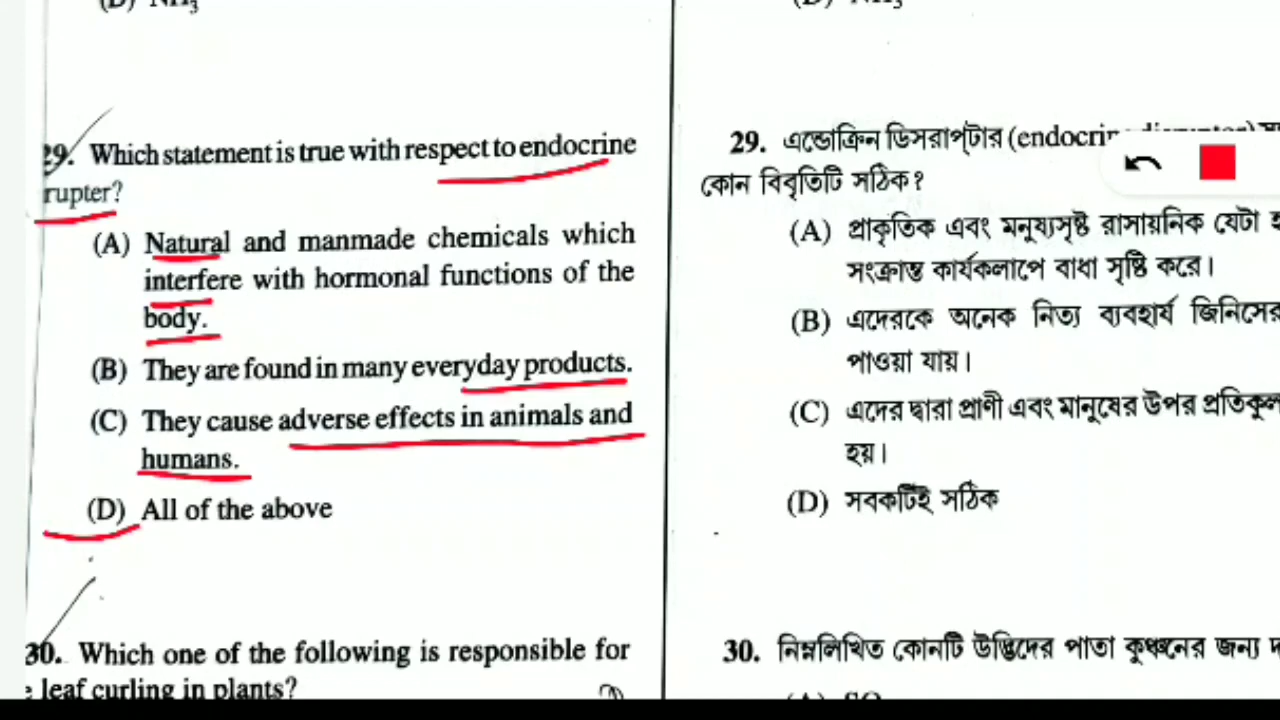 29. Which statement is true with respect to endocrine
rupter?
(A) Natural and manmade chemicals which
interfere with hormonal functions of the
body.
(B) They are found in many everyday products.
(C) They cause adverse effects in animals and
humans.
(D) All of the above
30. Which one of the following is responsible for
leaf curling in plants?
29. এন্ডোক্রিন ডিসরাপ্টার (endocrin
কোন বিবৃতিটি সঠিক?
(A) প্রাকৃতিক এবং মনুষ্যসৃষ্ট রাসায়নিক যেটা
সংক্রান্ত কার্যকলাপে বাধা সৃষ্টি করে।
(B) এদেরকে অনেক নিত্য ব্যবহার্য জিনিসের
পাওয়া যায়।
(C) এদের দ্বারা প্রাণী এবং মানুষের উপর প্রতিকূল
হয়।
(D) সবকটিই সঠিক
30. নিম্নলিখিত কোনটি উদ্ভিদের পাতা কুঞ্চনের জন্য